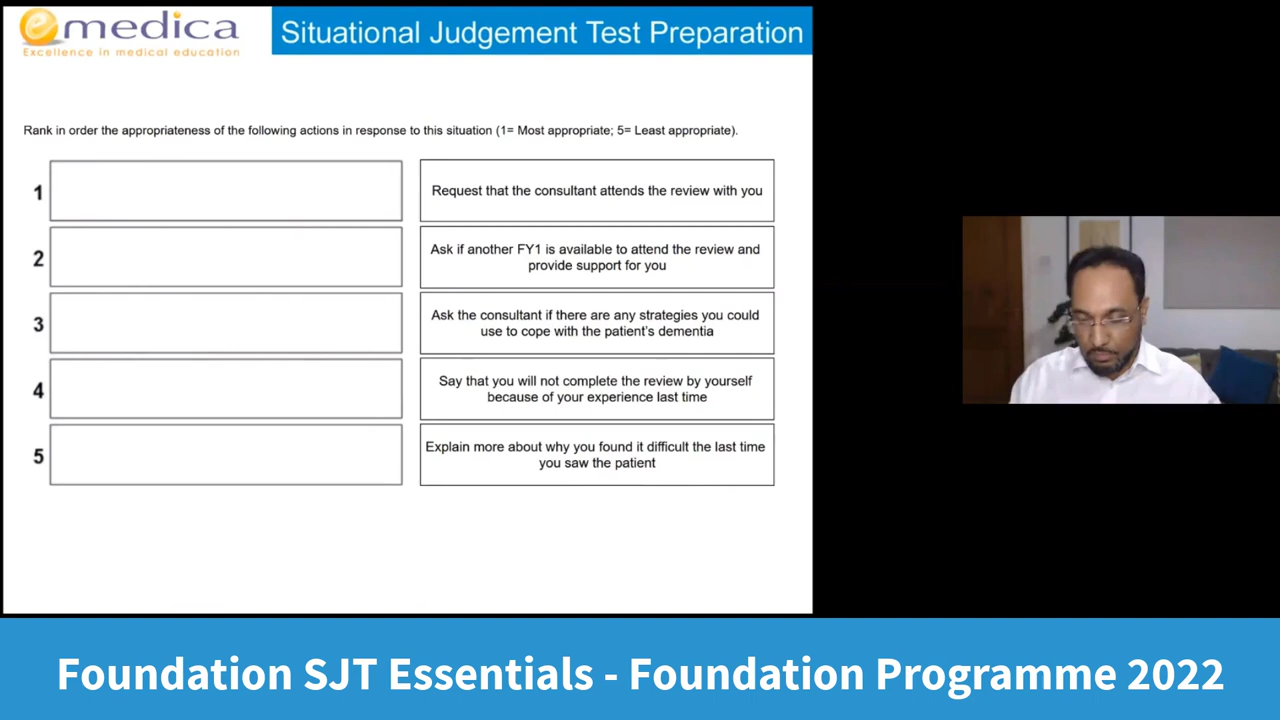 emedica
Excellence in medical education
Situational Judgement Test Preparation
Rank in order the appropriateness of the following actions in response to this situation (1= Most appropriate; 5= Least appropriate).
1
Request that the consultant attends the review with you
2
Ask if another FY1 is available to attend the review and
provide support for you
3
Ask the consultant if there are any strategies you could
use to cope with the patient's dementia
4
Say that you will not complete the review by yourself
because of your experience last time
5
Explain more about why you found it difficult the last time
you saw the patient
Foundation SJT Essentials - Foundation Programme 2022